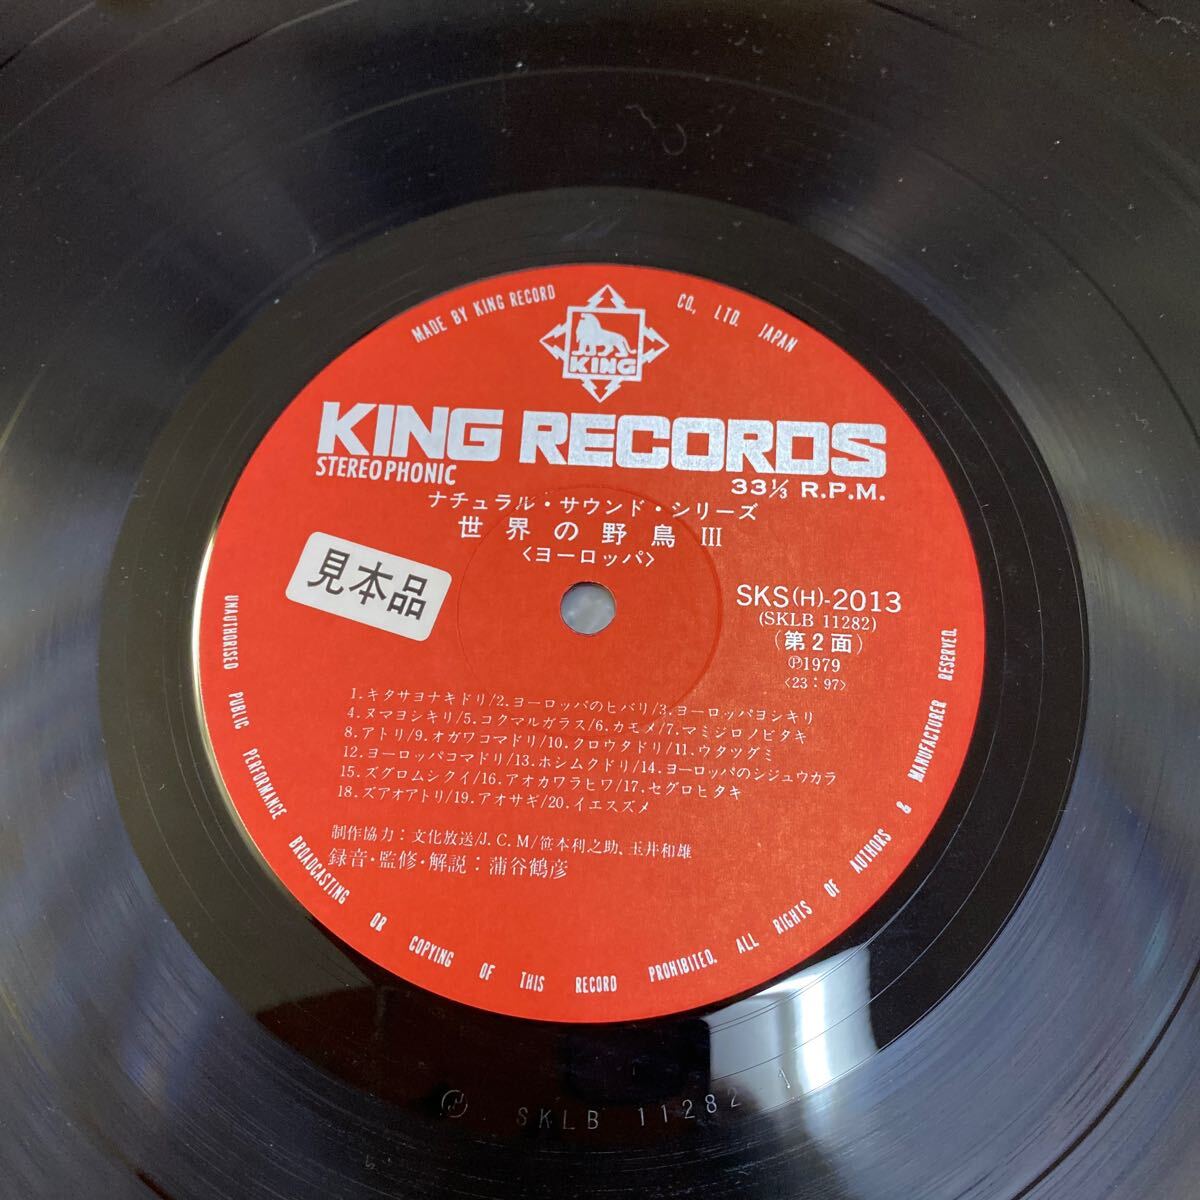 MADE BY KING RECORD CO., LTD. JAPAN
KING
KING RECORDS
STEREOPHONIC
33⅓ R.P.M.
ナチュラル・サウンド・シリーズ
世界の野鳥 III
〈ヨーロッパ〉
見本品
SKS(H)-2013
(SKLB 11282)
(第2面)
Ⓟ1979
<23:97>
1.キタサヨナキドリ/2.ヨーロッパのヒバリ/3.ヨーロッパヨシキリ
4.ヌマヨシキリ/5.コクマルガラス/6.カモメ/7.マミジロノビタキ
8.アトリ/9.オガワコマドリ/10.クロウタドリ/11.ウタツグミ
12.ヨーロッパコマドリ/13.ホシムクドリ/14.ヨーロッパのシジュウカラ
15.ズグロムシクイ/16.アオカワラヒワ/17.セグロヒタキ
18.ズアオアトリ/19.アオサギ/20.イエスズメ
制作協力:文化放送/J.C.M/笹本利之助、玉井和雄
録音・監修・解説:蒲谷鶴彦
UNAUTHORISED PUBLIC PERFORMANCE BROADCASTING OR COPYING OF THIS RECORD PROHIBITED. ALL RIGHTS OF AUTHORS & MANUFACTURER RESERVED.
SKLB 11282